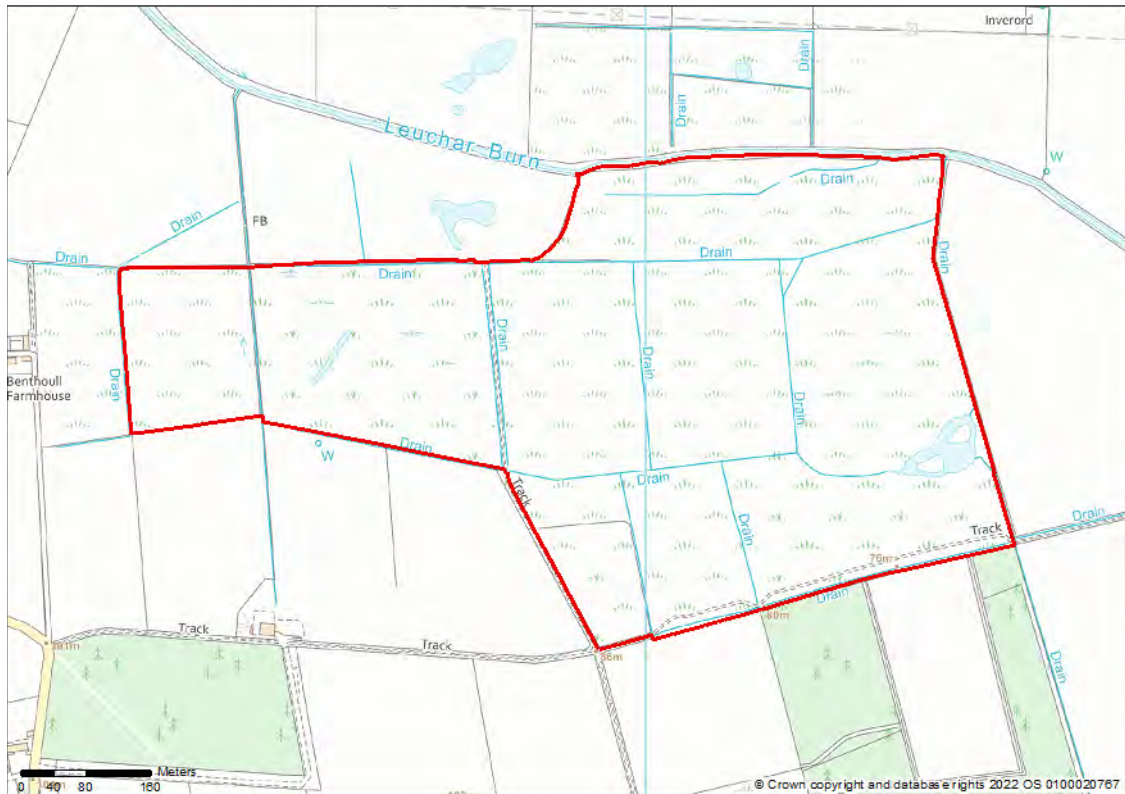 Inverord
Drain
Drain
Leuchar Burn
W
Drain
Drain
FB
Drain
Drain
Drain
Drain
Drain
Drain
Drain
Benthoull
Farmhouse
Drain
Drain
W
Drain
Track
Drain
Track
Drain
76m
Drain
80m
Track
Track
86m
Drain
Meters
0 40 80 160
© Crown copyright and database rights 2022 OS 0100020767